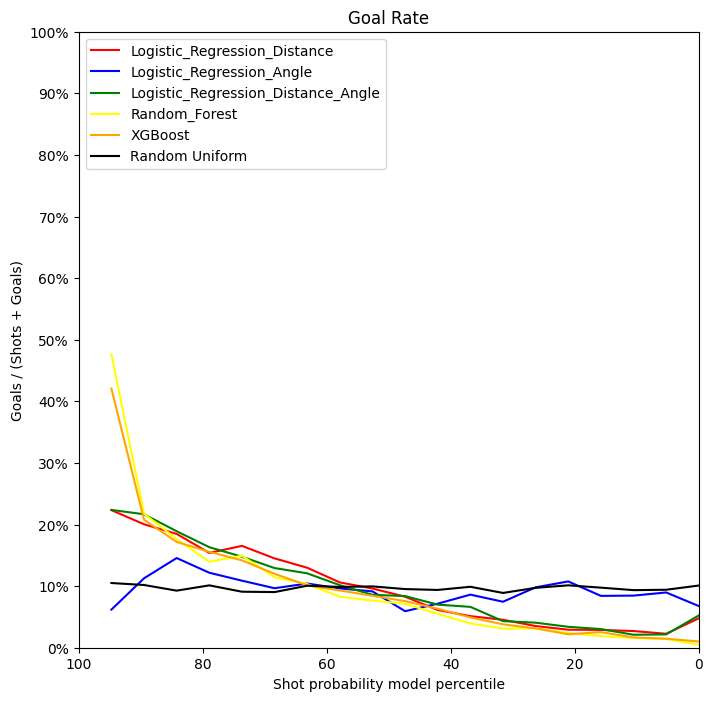 Goal Rate
100%
90%
80%
70%
60%
50%
40%
30%
20%
10%
0%
Goals / (Shots + Goals)
Logistic_Regression_Distance
Logistic_Regression_Angle
Logistic_Regression_Distance_Angle
Random_Forest
XGBoost
Random Uniform
100 80 60 40 20 0
Shot probability model percentile